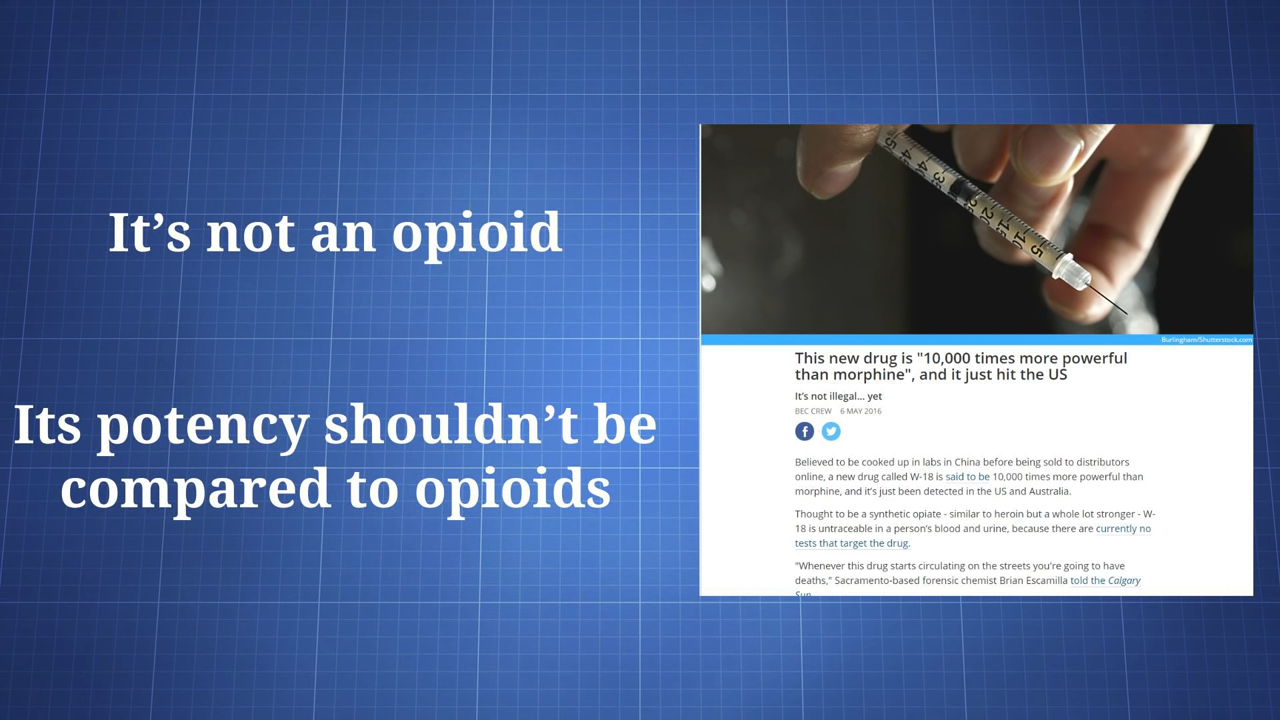 It’s not an opioid
Its potency shouldn’t be
compared to opioids
Burlingham/Shutterstock.com
This new drug is "10,000 times more powerful
than morphine", and it just hit the US
It's not illegal... yet
BEC CREW 6 MAY 2016
Believed to be cooked up in labs in China before being sold to distributors
online, a new drug called W-18 is said to be 10,000 times more powerful than
morphine, and it's just been detected in the US and Australia.
Thought to be a synthetic opiate - similar to heroin but a whole lot stronger - W-
18 is untraceable in a person's blood and urine, because there are currently no
tests that target the drug.
"Whenever this drug starts circulating on the streets you're going to have
deaths," Sacramento-based forensic chemist Brian Escamilla told the Calgary
Sun